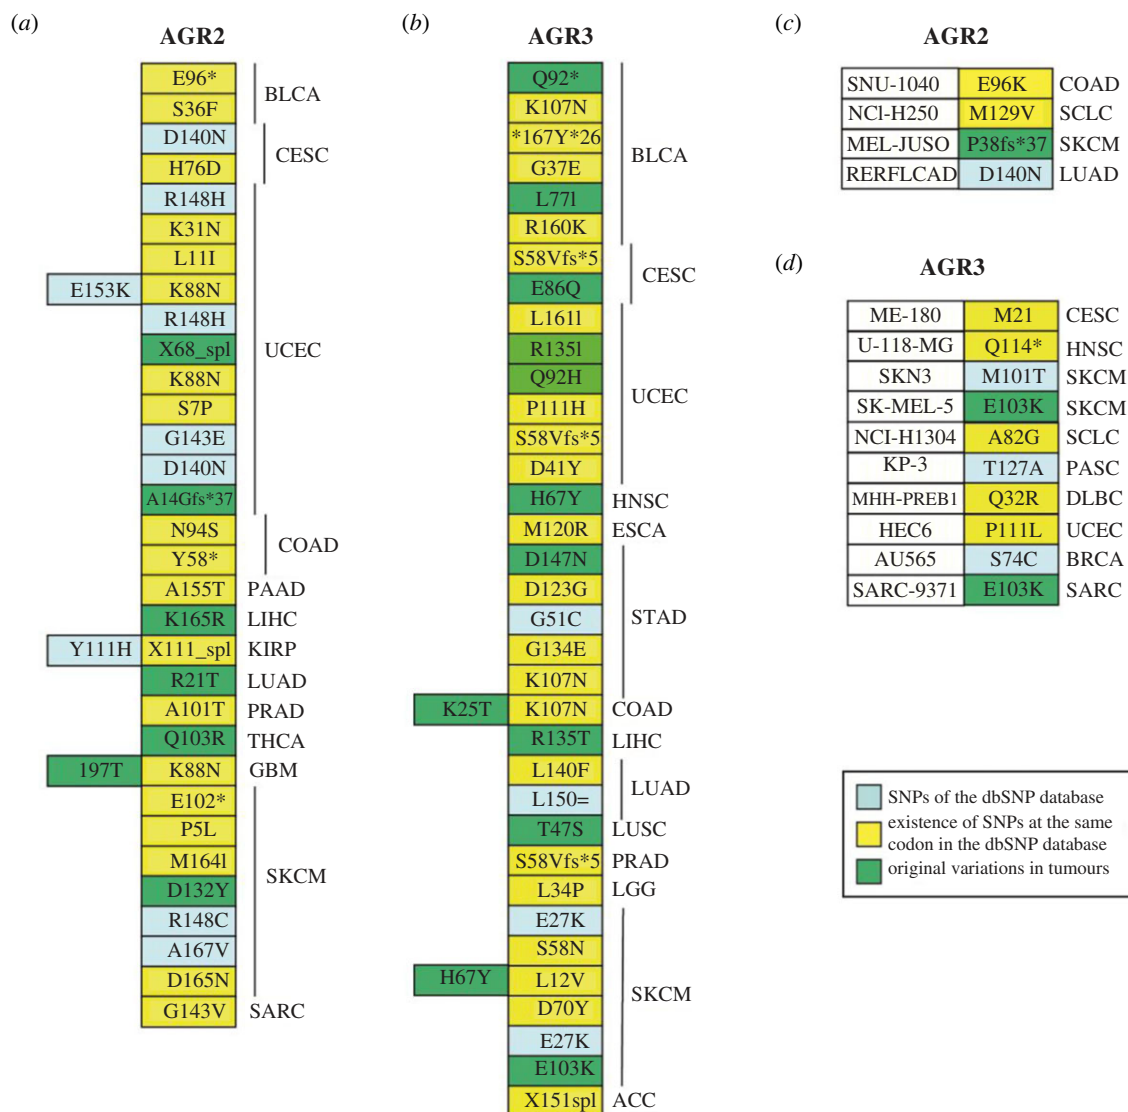 (a)
AGR2
E96*
S36F
BLCA
D140N
H76D
CESC
R148H
K31N
L11I
E153K
K88N
R148H
X68_spl
UCEC
K88N
S7P
G143E
D140N
A14Gfs*37
N94S
Y58*
COAD
A155T
PAAD
K165R
LIHC
Y111H
X111_spl
KIRP
R21T
LUAD
A101T
PRAD
Q103R
THCA
197T
K88N
GBM
E102*
P5L
M164l
D132Y
SKCM
R148C
A167V
D165N
G143V
SARC
(b)
AGR3
Q92*
K107N
*167Y*26
G37E
BLCA
L77l
R160K
S58Vfs*5
E86Q
CESC
L161l
R135l
Q92H
UCEC
P111H
S58Vfs*5
D41Y
H67Y
HNSC
M120R
ESCA
D147N
D123G
G51C
STAD
G134E
K107N
K25T
K107N
COAD
R135T
LIHC
L140F
L150=
LUAD
T47S
LUSC
S58Vfs*5
PRAD
L34P
LGG
E27K
S58N
H67Y
L12V
SKCM
D70Y
E27K
E103K
X151spl
ACC
(c)
AGR2
SNU-1040
E96K
COAD
NCl-H250
M129V
SCLC
MEL-JUSO
P38fs*37
SKCM
RERFLCAD
D140N
LUAD
(d)
AGR3
ME-180
M21
CESC
U-118-MG
Q114*
HNSC
SKN3
M101T
SKCM
SK-MEL-5
E103K
SKCM
NCI-H1304
A82G
SCLC
KP-3
T127A
PASC
MHH-PREB1
Q32R
DLBC
HEC6
P111L
UCEC
AU565
S74C
BRCA
SARC-9371
E103K
SARC
SNPs of the dbSNP database
existence of SNPs at the same
codon in the dbSNP database
original variations in tumours